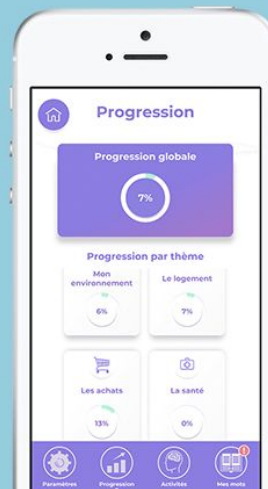 Progression
Progression globale
7%
Progression par thème
Mon
environnement
6%
Le logement
7%
Les achats
13%
La santé
0%
Paramètres
Progression
Activités
Mes mots